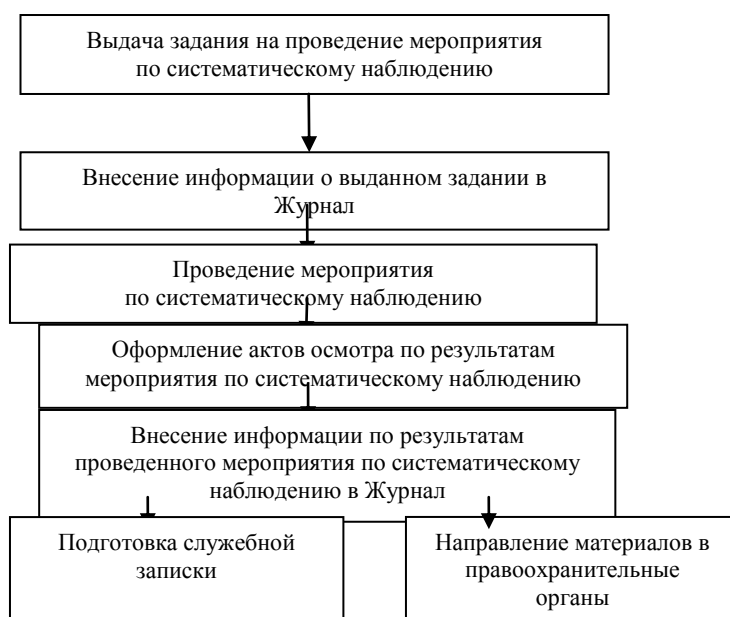 Выдача задания на проведение мероприятия
по систематическому наблюдению
Внесение информации о выданном задании в
Журнал
Проведение мероприятия
по систематическому наблюдению
Оформление актов осмотра по результатам
мероприятия по систематическому наблюдению
Внесение информации по результатам
проведенного мероприятия по систематическому
наблюдению в Журнал
Подготовка служебной
записки
Направление материалов в
правоохранительные
органы